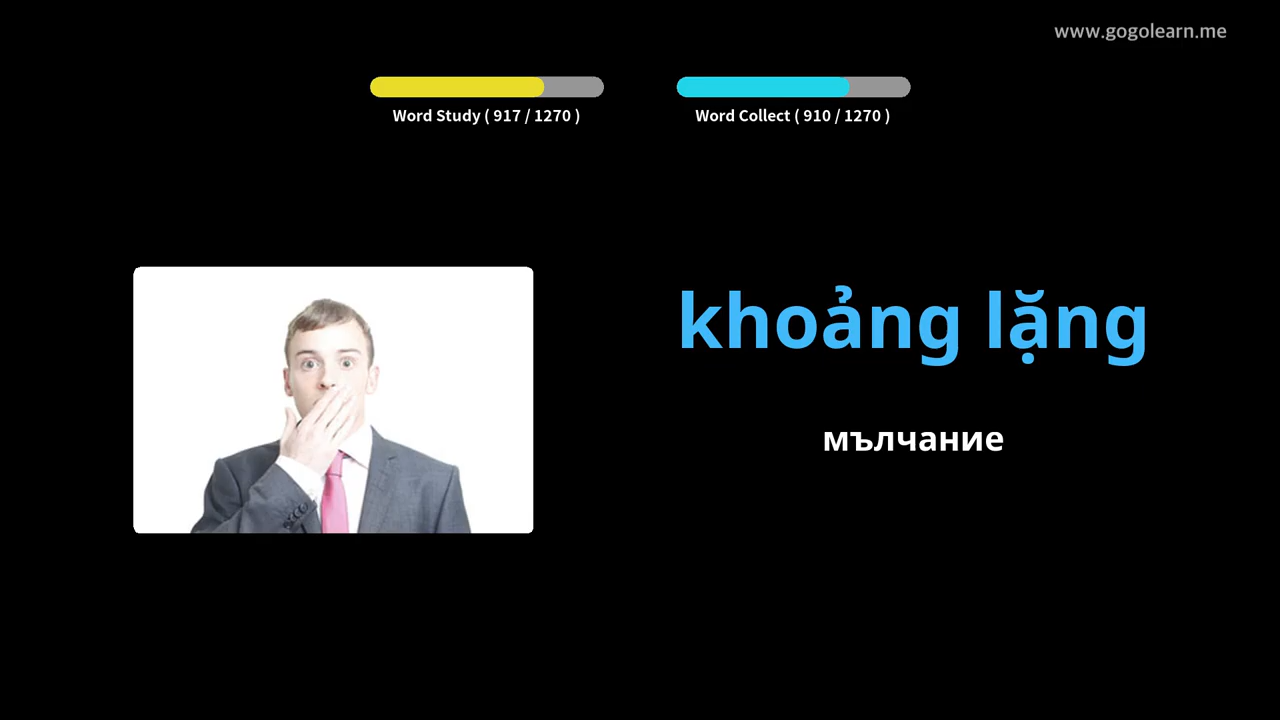 www.gogolearn.me
Word Study ( 917 / 1270 )
Word Collect ( 910 / 1270 )
khoảng lặng
мълчание